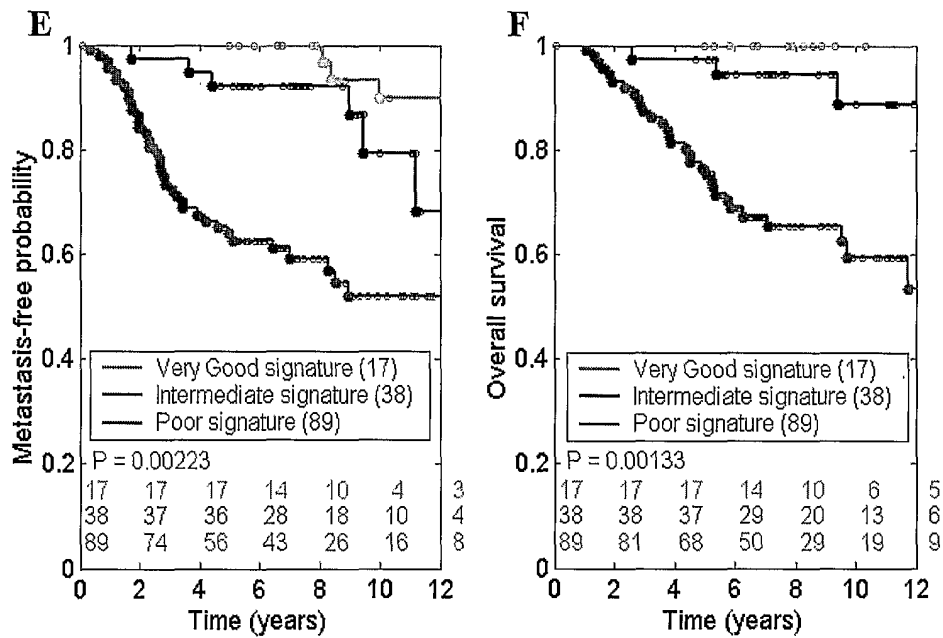 E
Metastasis-free probability
1
0.8
0.6
0.4
0.2
0
Very Good signature (17)
Intermediate signature (38)
Poor signature (89)
P = 0.00223
17 17 17 14 10 4 3
38 37 36 28 18 10 4
89 74 56 43 26 16 8
0 2 4 6 8 10 12
Time (years)
F
Overall survival
1
0.8
0.6
0.4
0.2
0
Very Good signature (17)
Intermediate signature (38)
Poor signature (89)
P = 0.00133
17 17 17 14 10 6 5
38 38 37 29 20 13 6
89 81 68 50 29 19 9
0 2 4 6 8 10 12
Time (years)